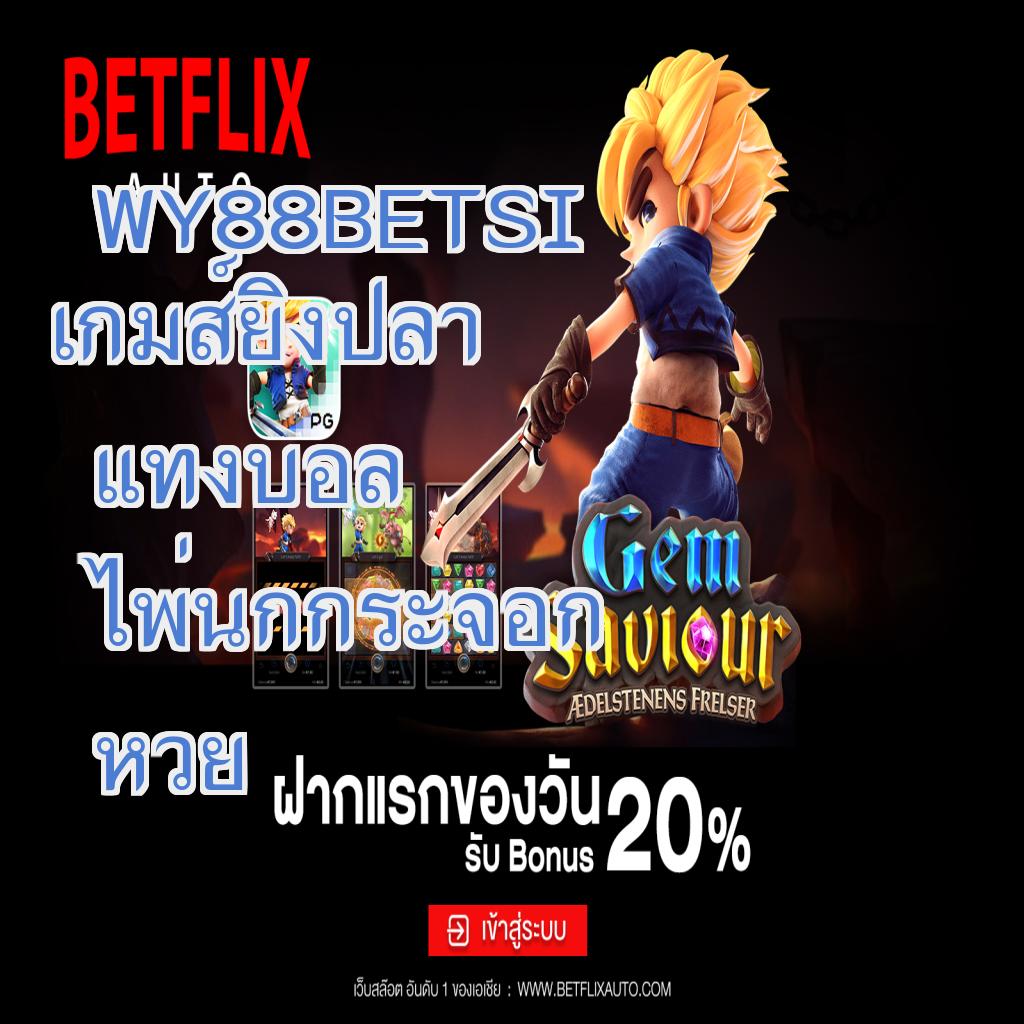 BETFLIX
AUTO
WY88BETSI
เกมส์ยิงปลา
PG
แทงบอล
ไพ่นกกระจอก
Gem
Saviour
ÆDELSTENENS FRELSER
หวย
ฝากแรกของวัน
รับ Bonus 20%
เข้าสู่ระบบ
เว็บสล๊อต อันดับ 1 ของเอเชีย : WWW.BETFLIXAUTO.COM